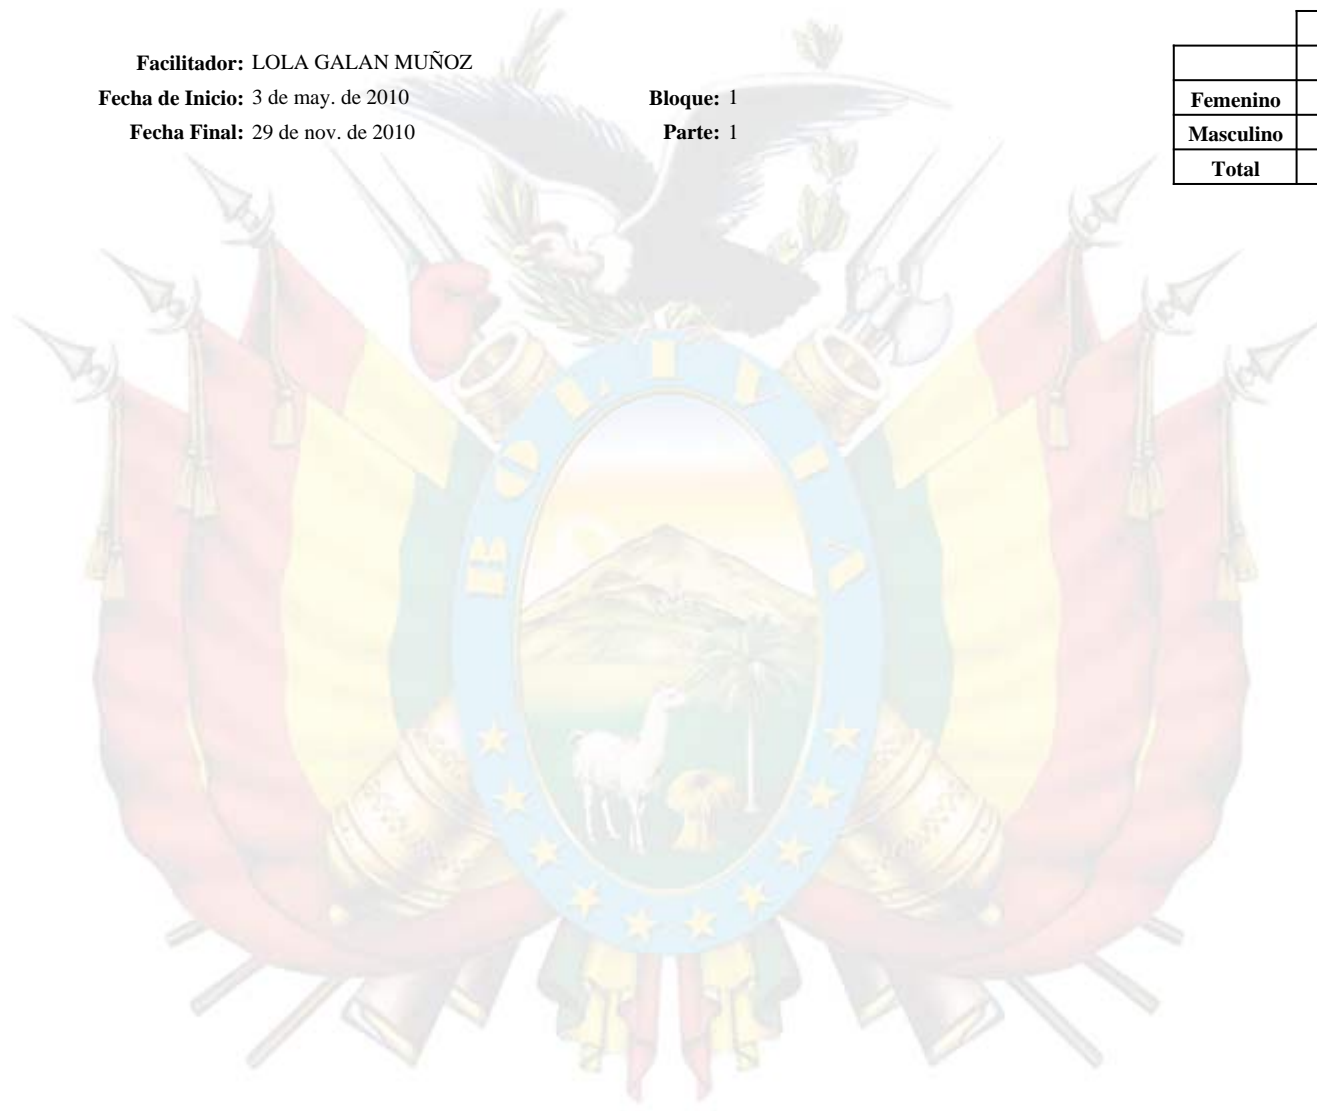 Facilitador: LOLA GALAN MUÑOZ
Fecha de Inicio: 3 de may. de 2010 Bloque: 1
Fecha Final: 29 de nov. de 2010 Parte: 1
Femenino
Masculino
Total
BOLIVIA